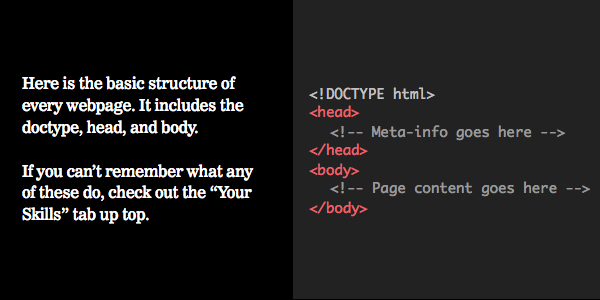 Here is the basic structure of
every webpage. It includes the
doctype, head, and body.
If you can’t remember what any
of these do, check out the “Your
Skills” tab up top.
<!DOCTYPE html>
<head>
<!-- Meta-info goes here -->
</head>
<body>
<!-- Page content goes here -->
</body>